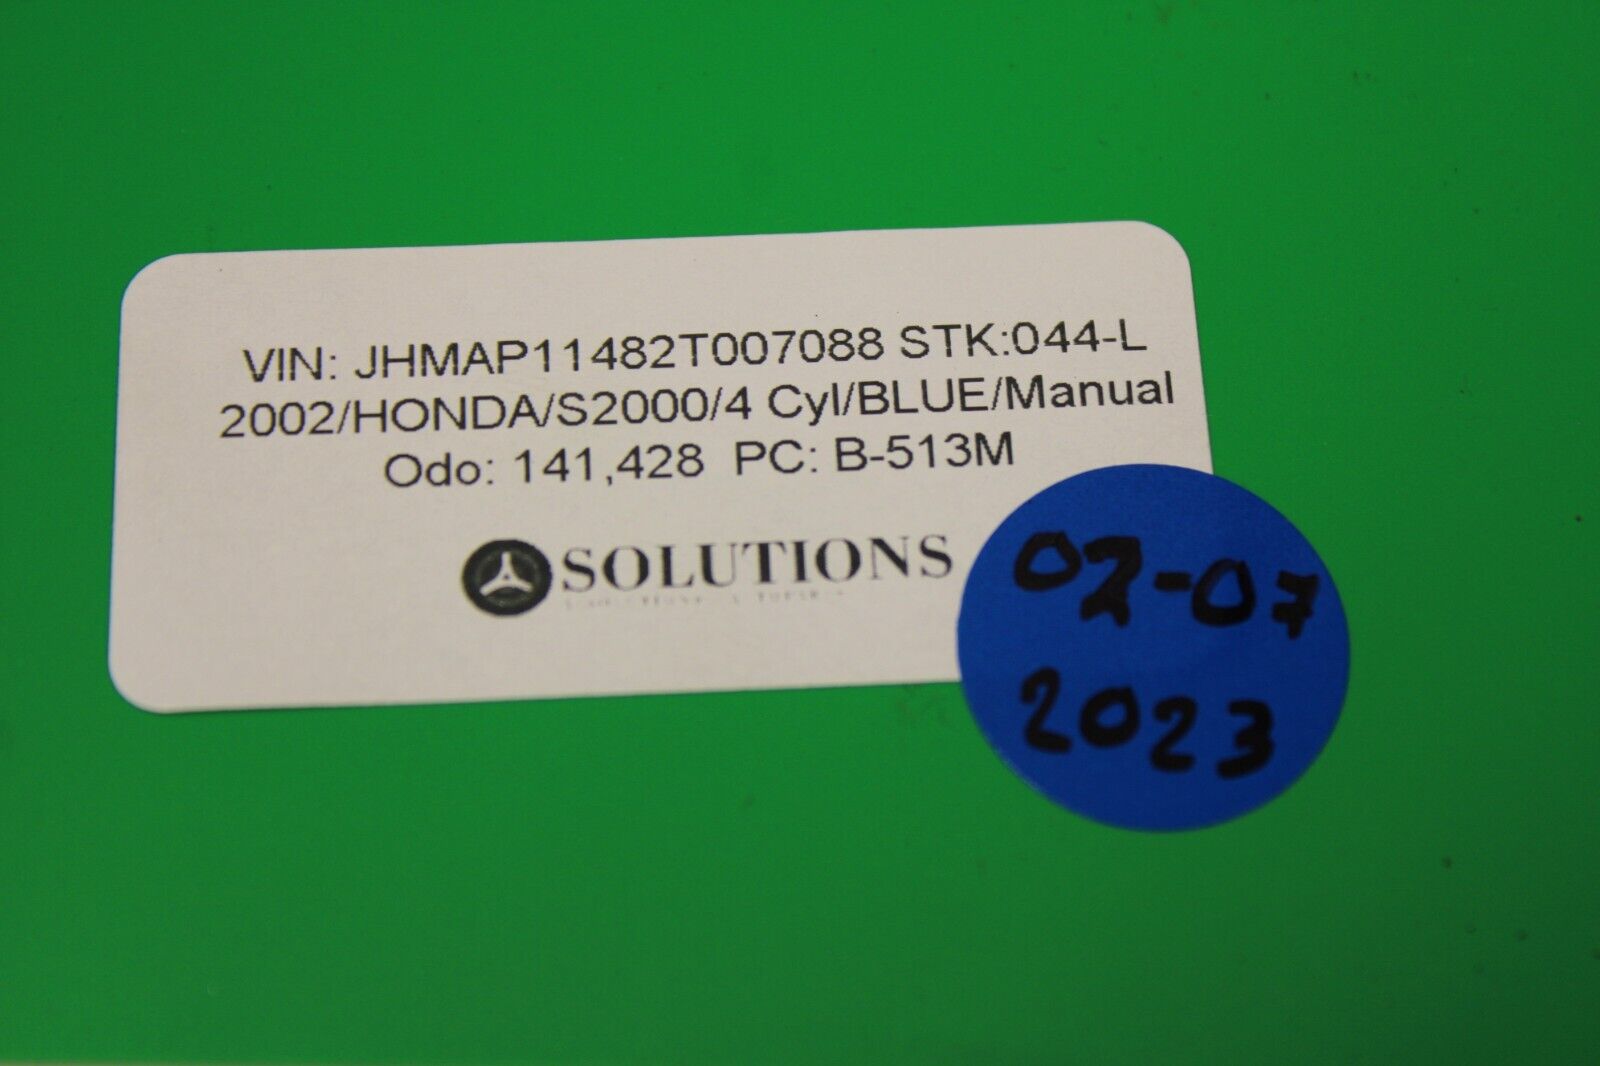 VIN: JHMAP11482T007088 STK:044-L
2002/HONDA/S2000/4 Cyl/BLUE/Manual
Odo: 141,428 PC: B-513M
SOLUTIONS
02-07
2023